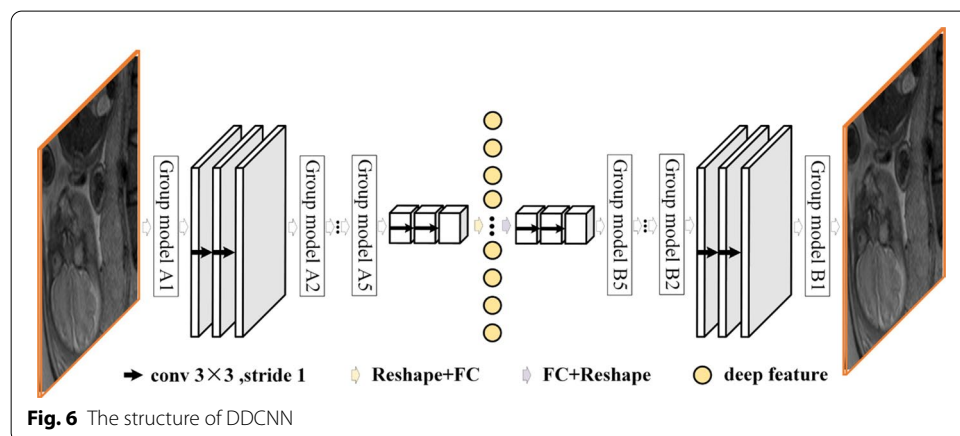 Group model A1
Group model A2
Group model A5
Group model B5
Group model B2
Group model B1
conv 3×3 ,stride 1
Reshape+FC
FC+Reshape
deep feature
Fig. 6 The structure of DDCNN